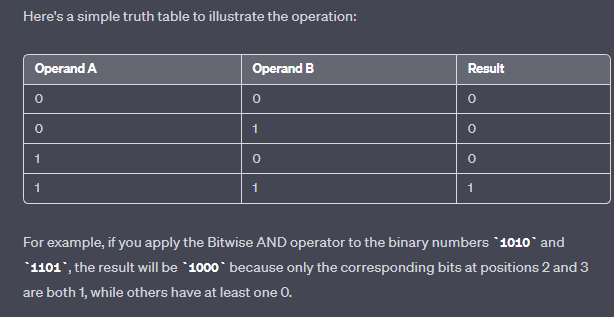 Here's a simple truth table to illustrate the operation:
Operand A Operand B Result
0 0 0
0 1 0
1 0 0
1 1 1
For example, if you apply the Bitwise AND operator to the binary numbers `1010` and
`1101`, the result will be `1000` because only the corresponding bits at positions 2 and 3
are both 1, while others have at least one 0.